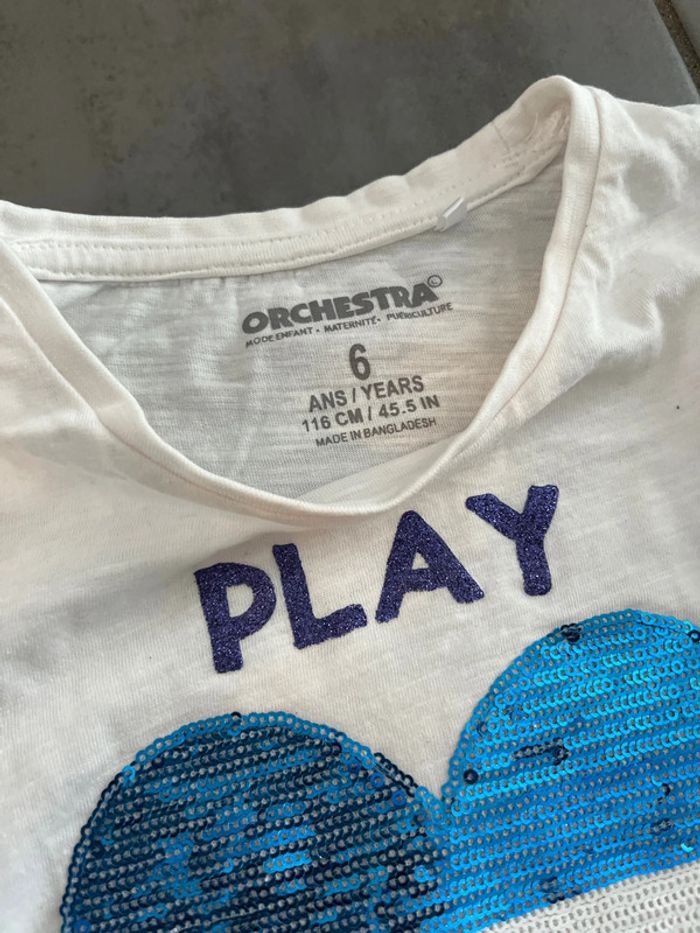 ORCHESTRA©
MODE ENFANT • MATERNITÉ • PUÉRICULTURE
6
ANS / YEARS
116 CM / 45.5 IN
MADE IN BANGLADESH
PLAY